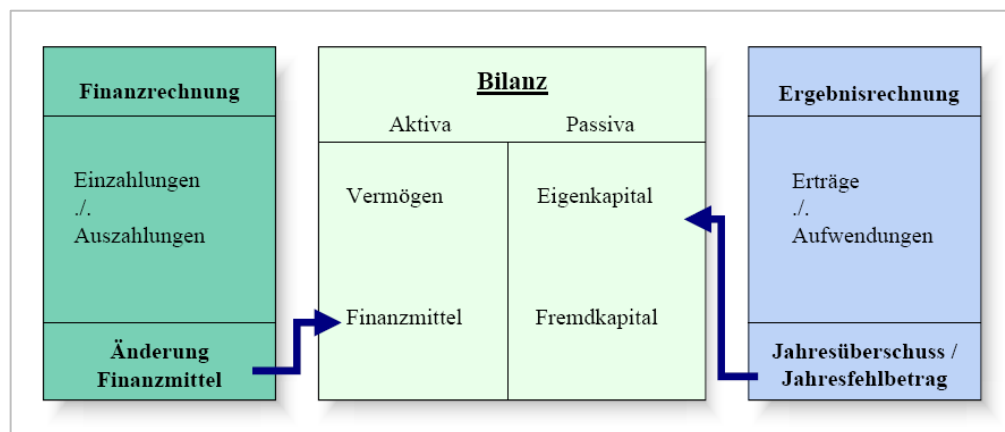 Finanzrechnung
Einzahlungen
./.
Auszahlungen
Änderung
Finanzmittel
Bilanz
Aktiva
Passiva
Vermögen
Eigenkapital
Finanzmittel
Fremdkapital
Ergebnisrechnung
Erträge
./.
Aufwendungen
Jahresüberschuss /
Jahresfehlbetrag